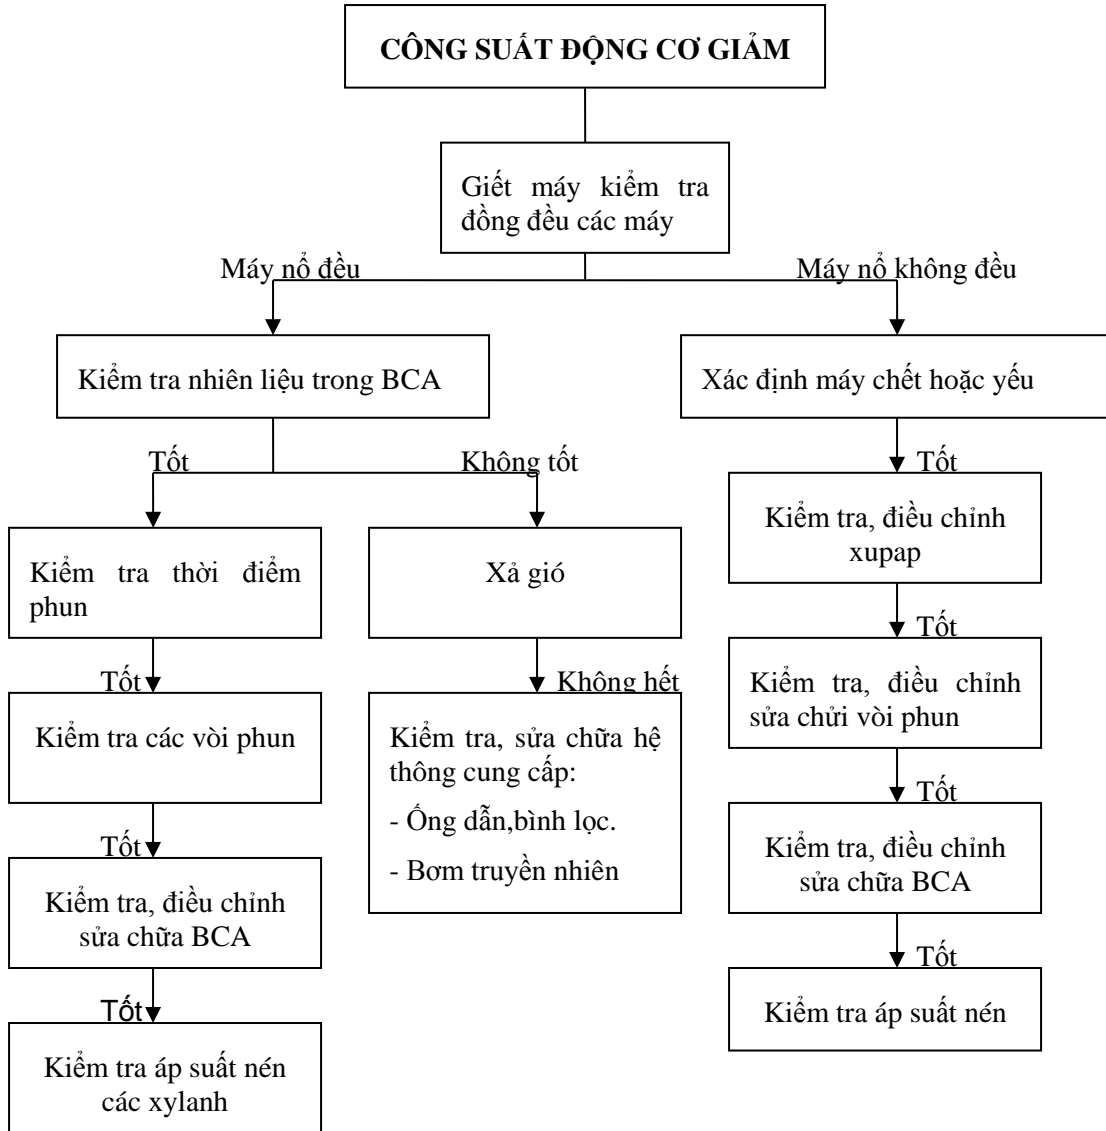 CÔNG SUẤT ĐỘNG CƠ GIẢM
Giết máy kiểm tra
đồng đều các máy
Máy nổ đều
Máy nổ không đều
Kiểm tra nhiên liệu trong BCA
Xác định máy chết hoặc yếu
Tốt
Không tốt
Tốt
Kiểm tra thời điểm
phun
Xả gió
Kiểm tra, điều chỉnh
xupap
Tốt
Không hết
Tốt
Kiểm tra các vòi phun
Kiểm tra, sửa chữa hệ
thông cung cấp:
- Ống dẫn,bình lọc.
- Bơm truyền nhiên
Kiểm tra, điều chỉnh
sửa chửi vòi phun
Tốt
Tốt
Kiểm tra, điều chỉnh
sửa chữa BCA
Kiểm tra, điều chỉnh
sửa chữa BCA
Tốt
Tốt
Kiểm tra áp suất nén
các xylanh
Kiểm tra áp suất nén